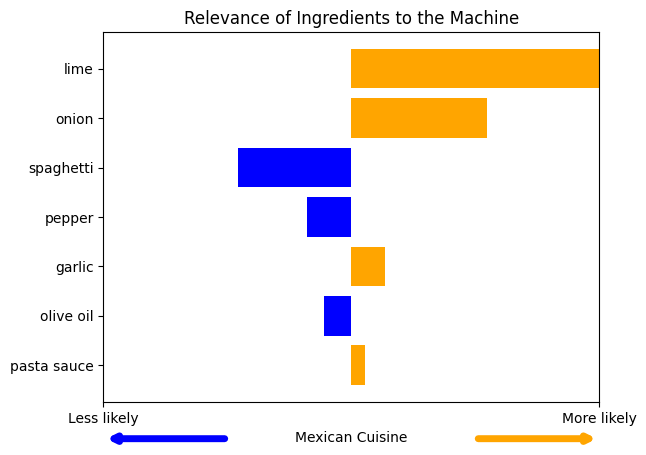 Relevance of Ingredients to the Machine
lime
onion
spaghetti
pepper
garlic
olive oil
pasta sauce
Less likely
More likely
Mexican Cuisine